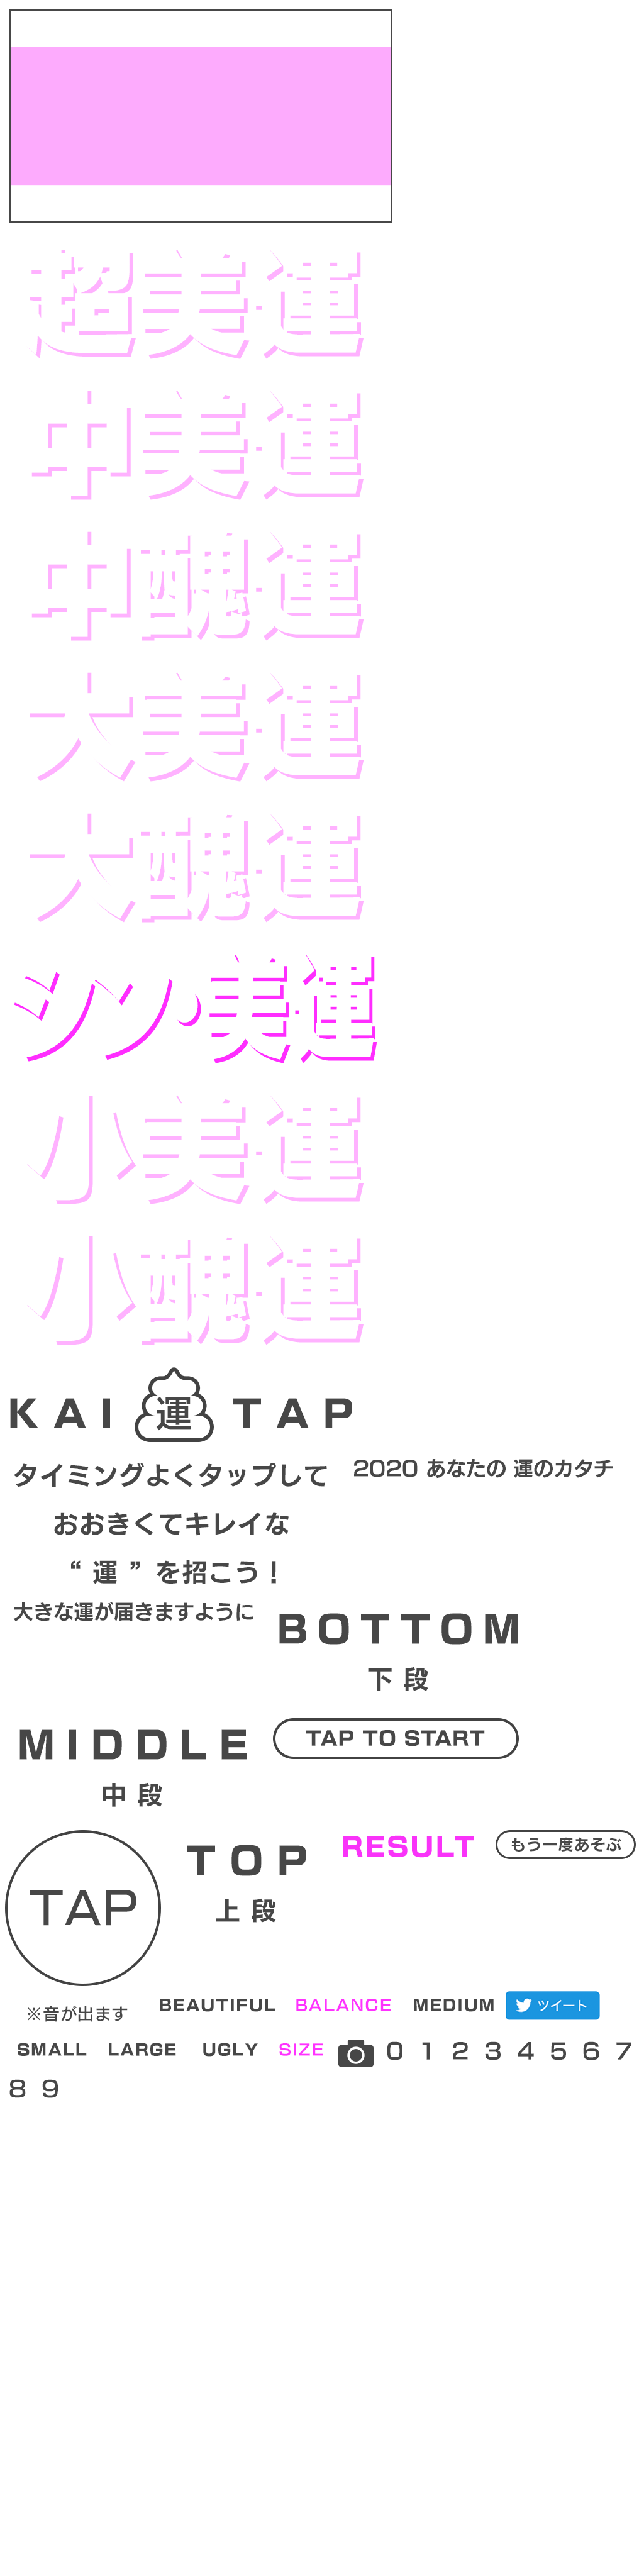 超美運
中美運
中醜運
大美運
大醜運
シン・美運
小美運
小醜運
KAI 運 TAP
タイミングよくタップして
おおきくてキレイな
“ 運 ” を招こう！
2020 あなたの 運のカタチ
大きな運が届きますように
BOTTOM
下段
MIDDLE
中段
TAP TO START
TAP
TOP
上段
RESULT
もう一度あそぶ
※音が出ます
BEAUTIFUL
BALANCE
MEDIUM
ツイート
SMALL
LARGE
UGLY
SIZE
0 1 2 3 4 5 6 7
8 9